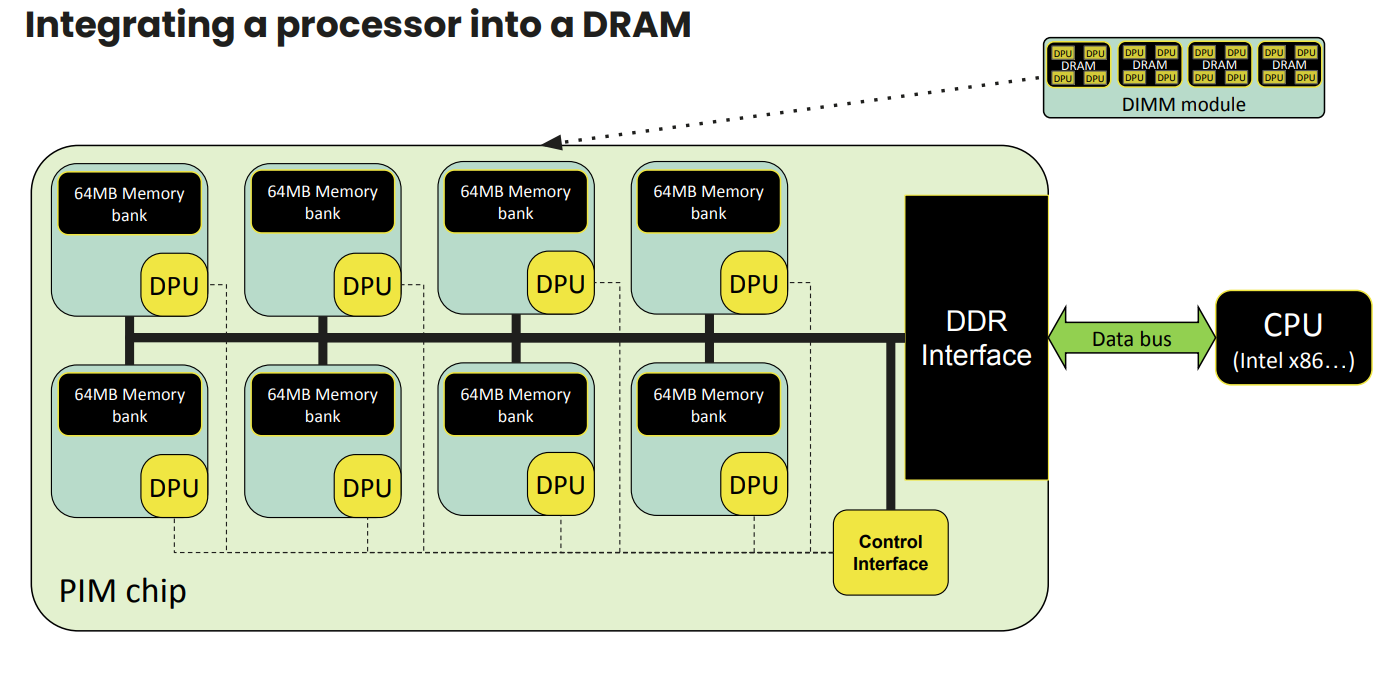 Integrating a processor into a DRAM
DPU DPU DPU DPU DPU DPU DPU DPU
DRAM DRAM DRAM DRAM
DPU DPU DPU DPU DPU DPU DPU DPU
DIMM module
64MB Memory
bank
64MB Memory
bank
64MB Memory
bank
64MB Memory
bank
DPU
DPU
DPU
DPU
64MB Memory
bank
64MB Memory
bank
64MB Memory
bank
64MB Memory
bank
DPU
DPU
DPU
DPU
DDR
Interface
Data bus
CPU
(Intel x86...)
Control
Interface
PIM chip